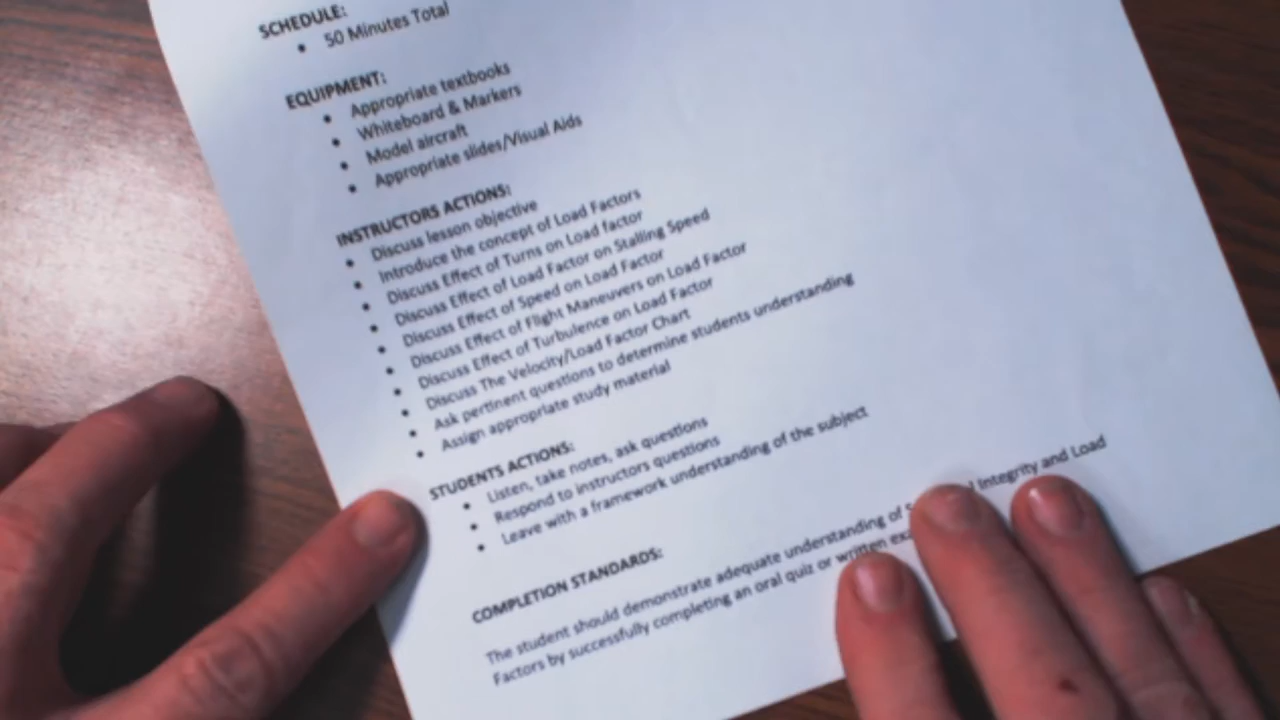 SCHEDULE:
• 50 Minutes Total
EQUIPMENT:
• Appropriate textbooks
• Whiteboard & Markers
• Model aircraft
• Appropriate slides/Visual Aids
INSTRUCTORS ACTIONS:
• Discuss lesson objective
• Introduce the concept of Load Factors
• Discuss Effect of Turns on Load factor
• Discuss Effect of Load Factor on Stalling Speed
• Discuss Effect of Speed on Load Factor
• Discuss Effect of Flight Maneuvers on Load Factor
• Discuss Effect of Turbulence on Load Factor
• Discuss The Velocity/Load Factor Chart
• Ask pertinent questions to determine students understanding
• Assign appropriate study material
STUDENTS ACTIONS:
• Listen, take notes, ask questions
• Respond to instructors questions
• Leave with a framework understanding of the subject
COMPLETION STANDARDS:
The student should demonstrate adequate understanding of Integrity and Load
Factors by successfully completing an oral quiz or written